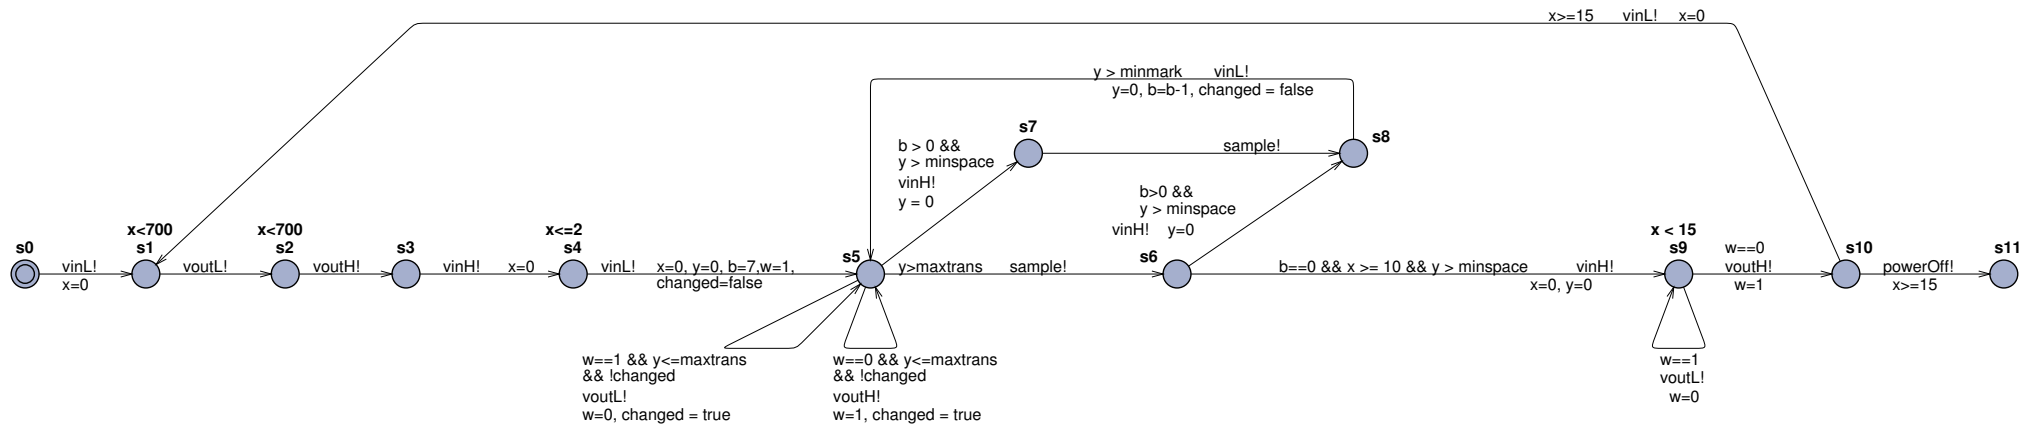 x>=15 vinL! x=0
y > minmark vinL!
y=0, b=b-1, changed = false
s7
s8
b > 0 &&
y > minspace
vinH!
y = 0
sample!
b>0 &&
y > minspace
vinH! y=0
x<700
s1
x<700
s2
x<=2
s4
x < 15
s9
s0
s3
s5
s6
s10
s11
vinL!
x=0
voutL!
voutH!
vinH! x=0
vinL! x=0, y=0, b=7,w=1,
changed=false
y>maxtrans sample!
b==0 && x >= 10 && y > minspace vinH!
x=0, y=0
w==0
voutH!
w=1
powerOff!
x>=15
w==1 && y<=maxtrans
&& !changed
voutL!
w=0, changed = true
w==0 && y<=maxtrans
&& !changed
voutH!
w=1, changed = true
w==1
voutL!
w=0